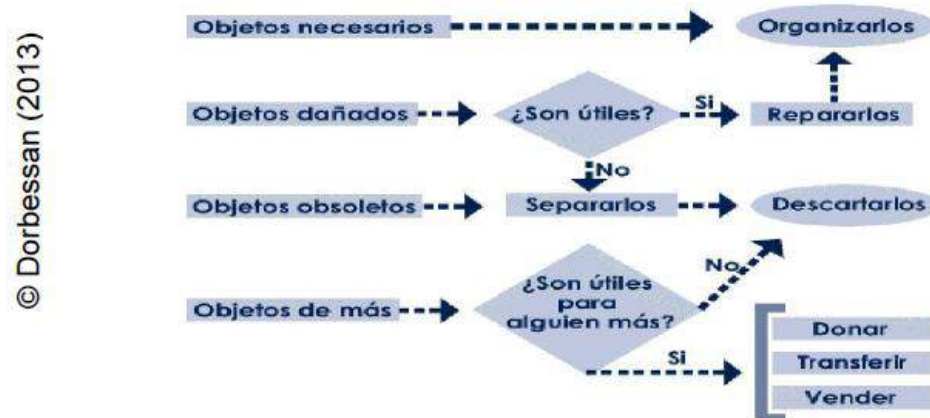 © Dorbessan (2013)
Objetos necesarios
Organizarlos
Objetos dañados
¿Son útiles?
Si
Repararlos
No
Objetos obsoletos
Separarlos
Descartarlos
Objetos de más
¿Son útiles
para
alguien más?
No
Si
Donar
Transferir
Vender